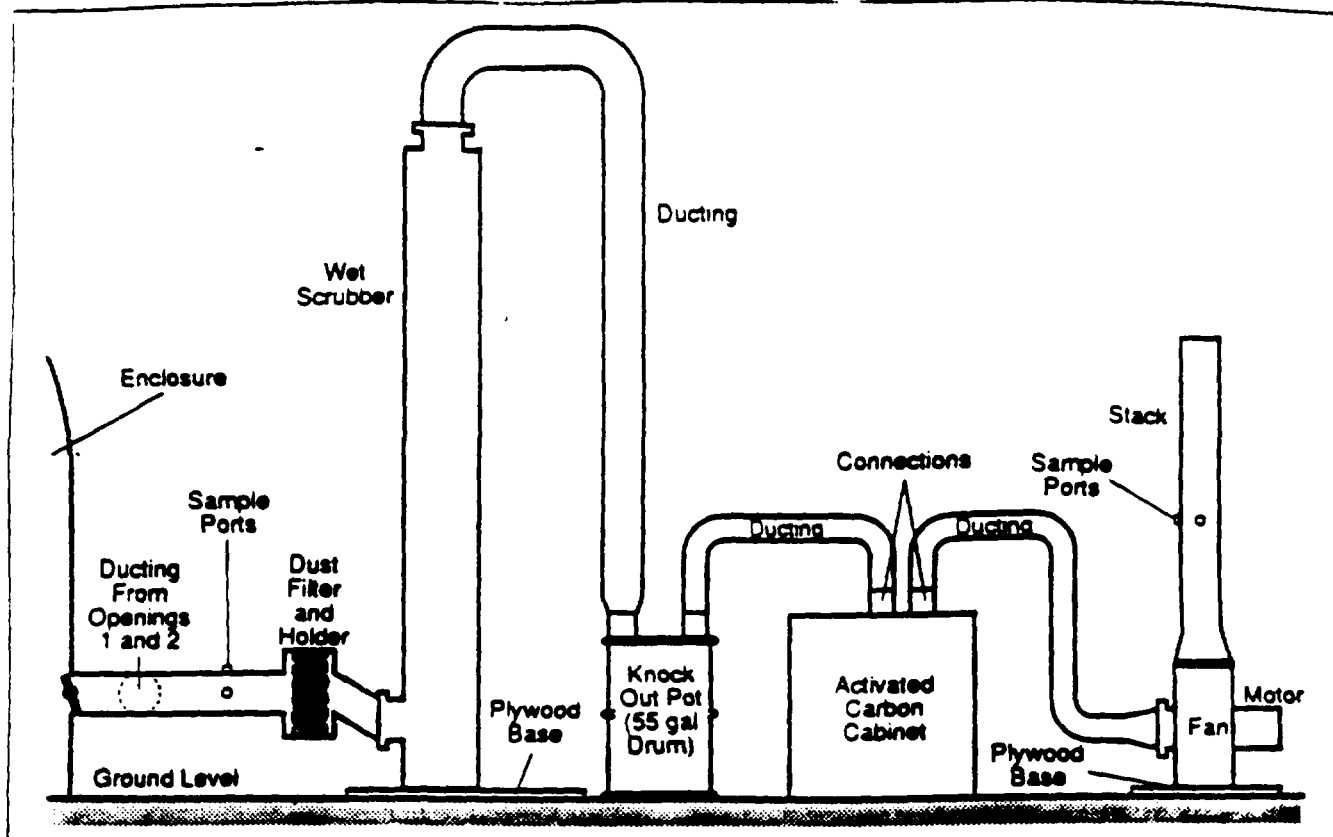 Ducting
Wet
Scrubber
Enclosure
Stack
Connections
Sample
Ports
Sample
Ports
Ducting
Ducting
Ducting
From
Openings
1 and 2
Dust
Filter
and
Holder
Knock
Out Pot
(55 gal
Drum)
Activated
Carbon
Cabinet
Motor
Fan
Plywood
Base
Plywood
Base
Ground Level